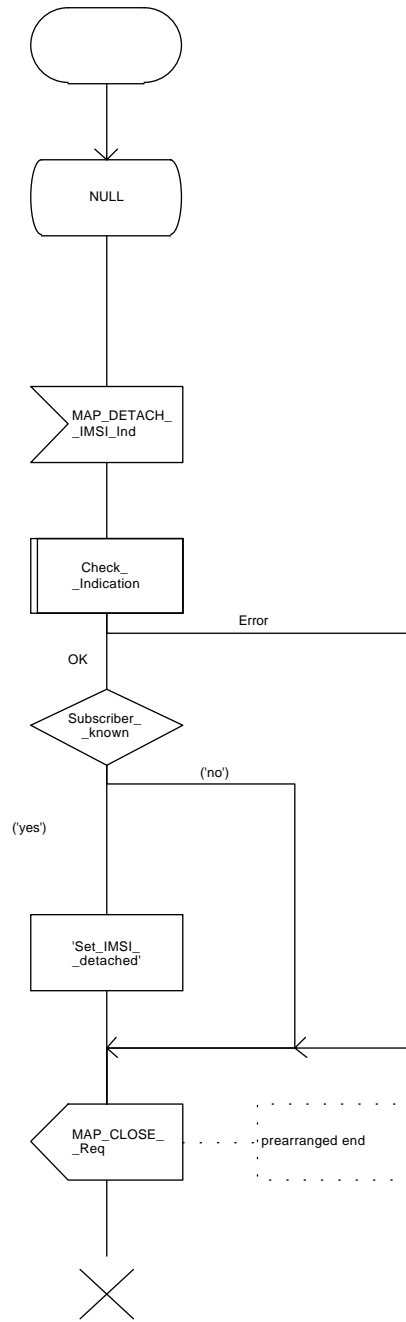 NULL
MAP_DETACH_
_IMSI_Ind
Check_
_Indication
Error
OK
Subscriber_
_known
('no')
('yes')
'Set_IMSI_
_detached'
MAP_CLOSE_
_Req
prearranged end